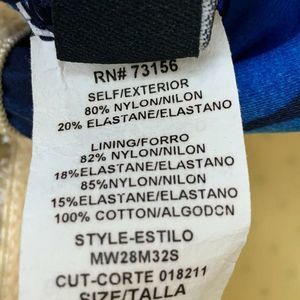 RN# 73156
SELF/EXTERIOR
80% NYLON/NILON
20% ELASTANE/ELASTANO
LINING/FORRO
82% NYLON/NILON
18%ELASTANE/ELASTANO
85%NYLON/NILON
15%ELASTANE/ELASTANO
100% COTTON/ALGODON
STYLE-ESTILO
MW28M32S
CUT-CORTE 018211
SIZE/TALLA